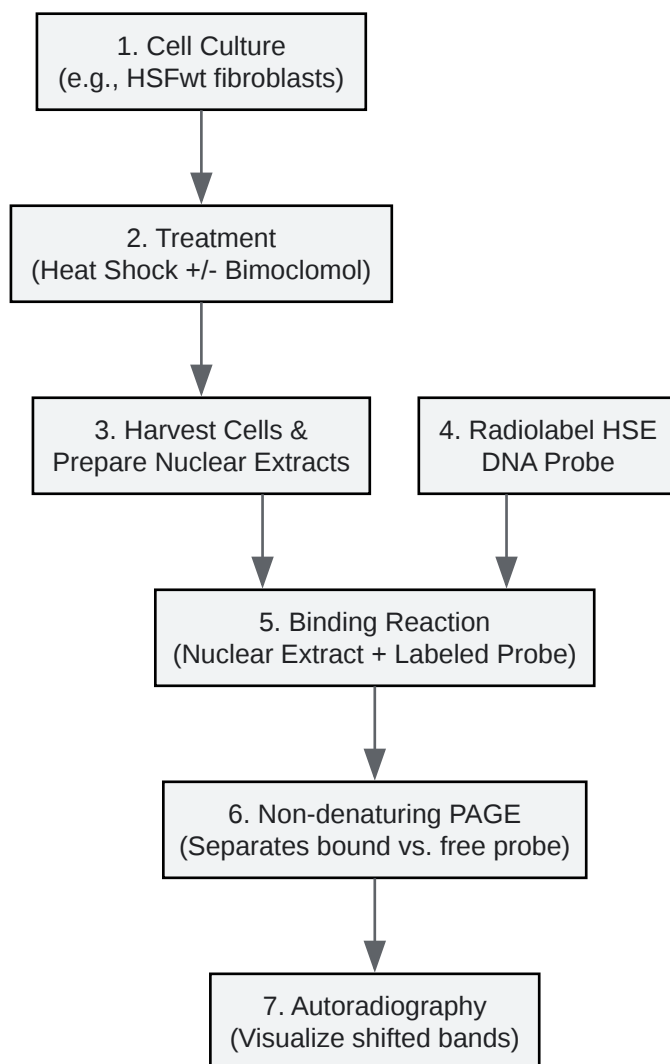 1. Cell Culture
(e.g., HSFwt fibroblasts)
2. Treatment
(Heat Shock +/- Bimoclomol)
3. Harvest Cells &
Prepare Nuclear Extracts
4. Radiolabel HSE
DNA Probe
5. Binding Reaction
(Nuclear Extract + Labeled Probe)
6. Non-denaturing PAGE
(Separates bound vs. free probe)
7. Autoradiography
(Visualize shifted bands)